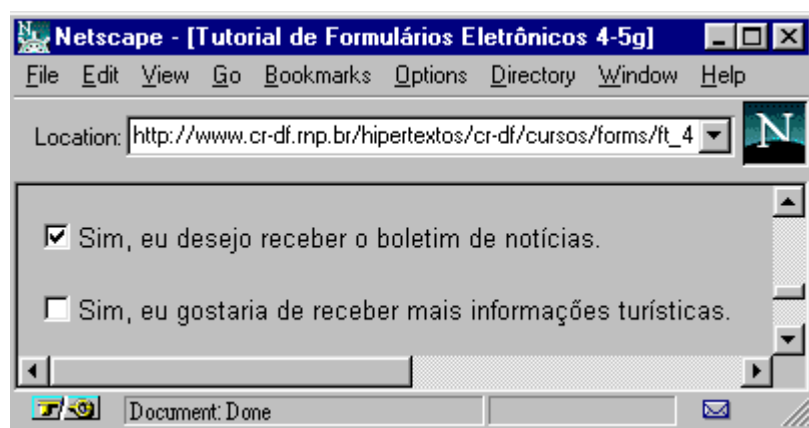 Netscape - [Tutorial de Formulários Eletrônicos 4-5g]
File Edit View Go Bookmarks Options Directory Window Help
Location: http://www.cr-df.rnp.br/hipertextos/cr-df/cursos/forms/ft_4
N
Sim, eu desejo receber o boletim de notícias.
Sim, eu gostaria de receber mais informações turísticas.
Document: Done